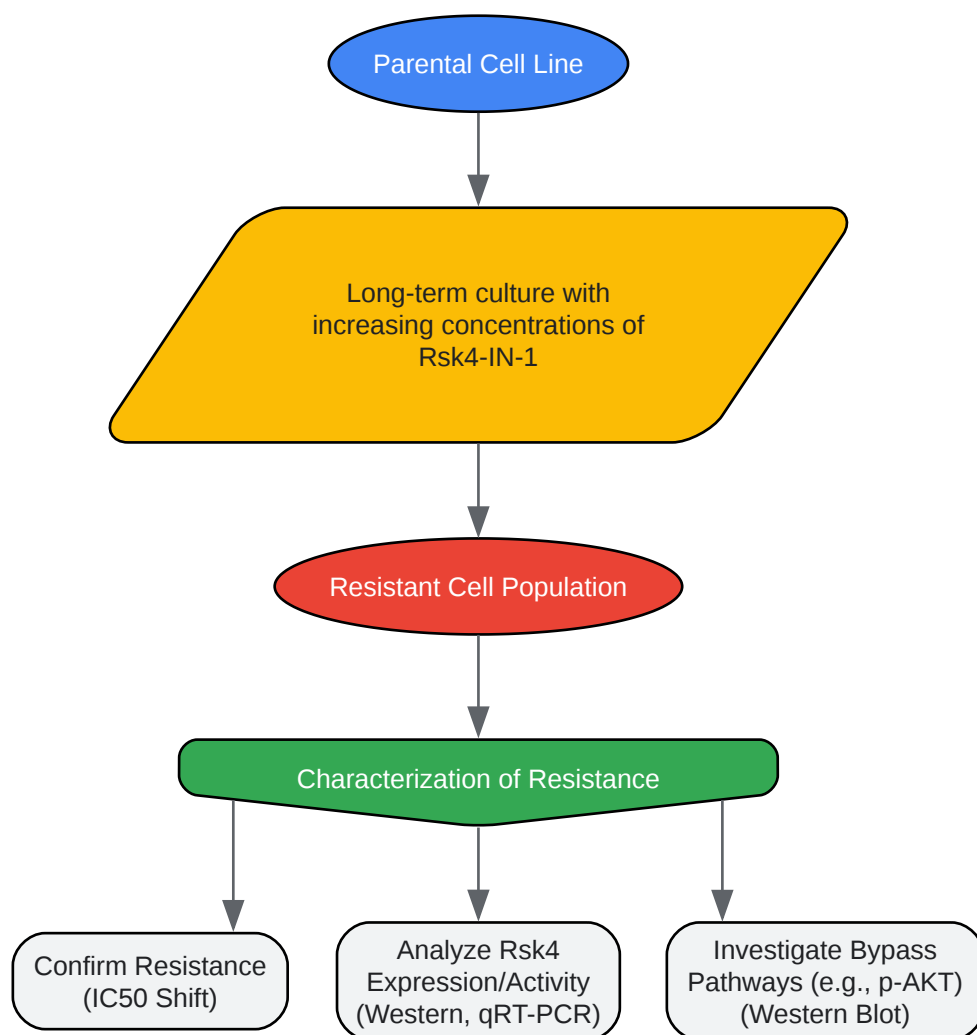 Parental Cell Line
Long-term culture with
increasing concentrations of
Rsk4-IN-1
Resistant Cell Population
Characterization of Resistance
Confirm Resistance
(IC50 Shift)
Analyze Rsk4
Expression/Activity
(Western, qRT-PCR)
Investigate Bypass
Pathways (e.g., p-AKT)
(Western Blot)